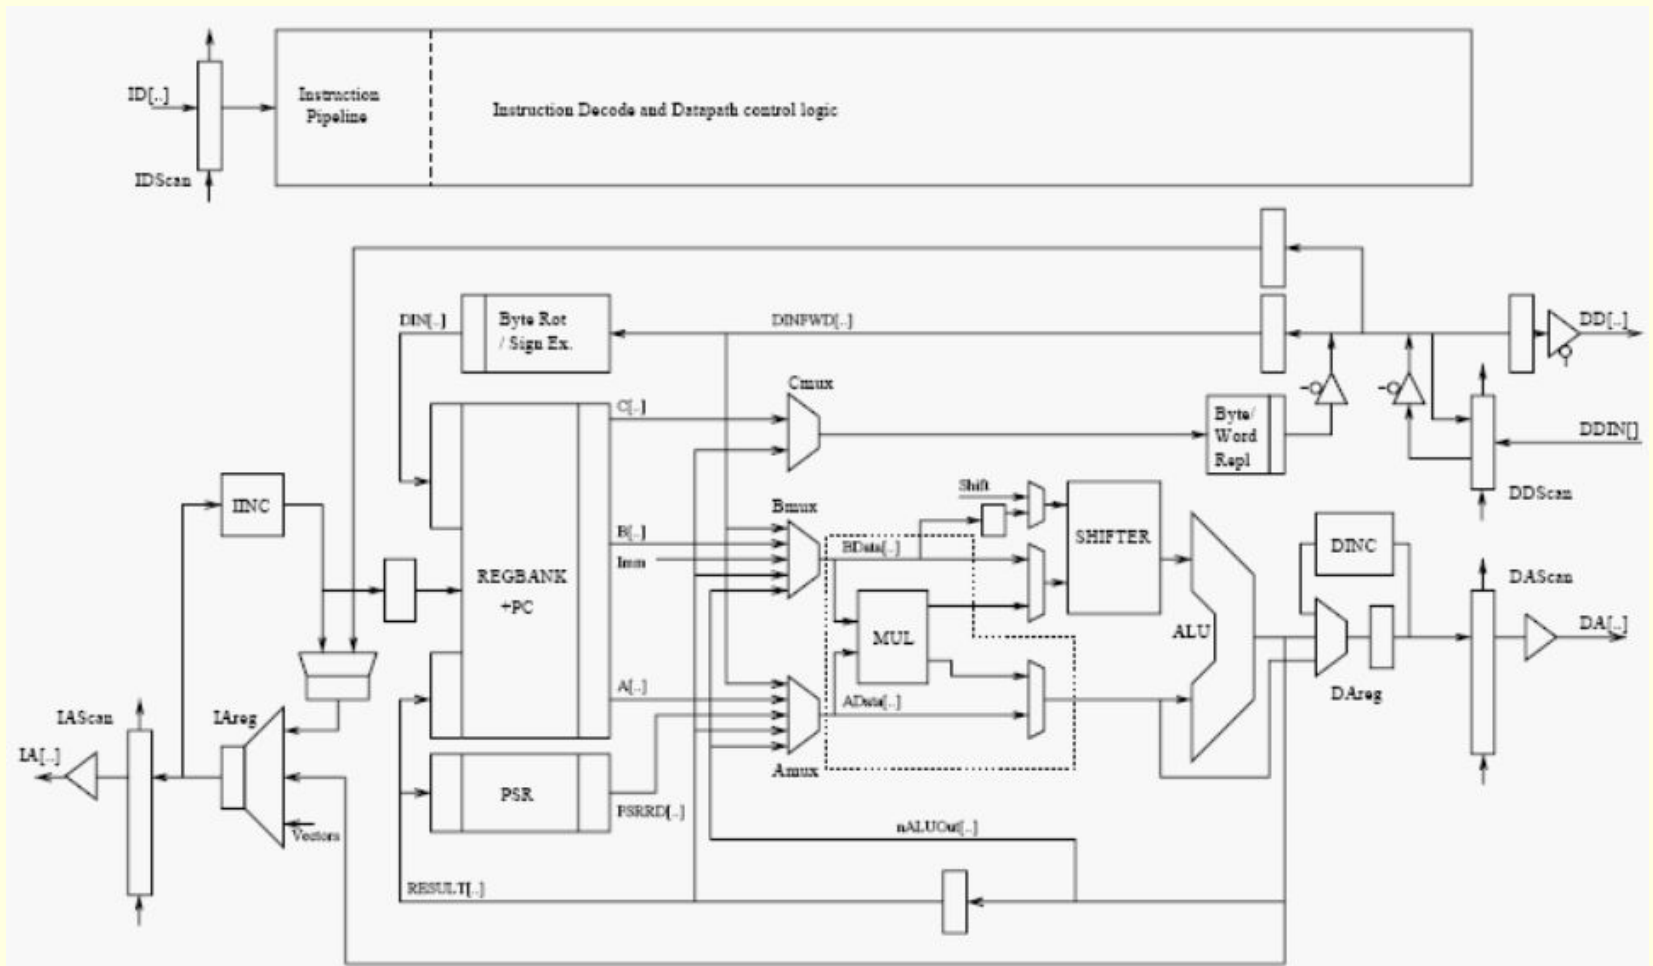 ID[..]
Instruction
Pipeline
Instruction Decode and Datapath control logic
IDScan
DIN[..]
Byte Rot
/ Sign Ex.
DINFWD[..]
DD[..]
Cmux
C[..]
Byte/
Word
Repl
DDIN[]
DDScan
IINC
Shift
Bmux
B[..]
Imm
BData[..]
SHIFTER
DINC
REGBANK
+PC
DAScan
MUL
ALU
DA[..]
A[..]
AData[..]
DAreg
IAScan
IAreg
IA[..]
Amux
PSR
PSRRD[..]
Vectors
nALUOut[..]
RESULT[..]